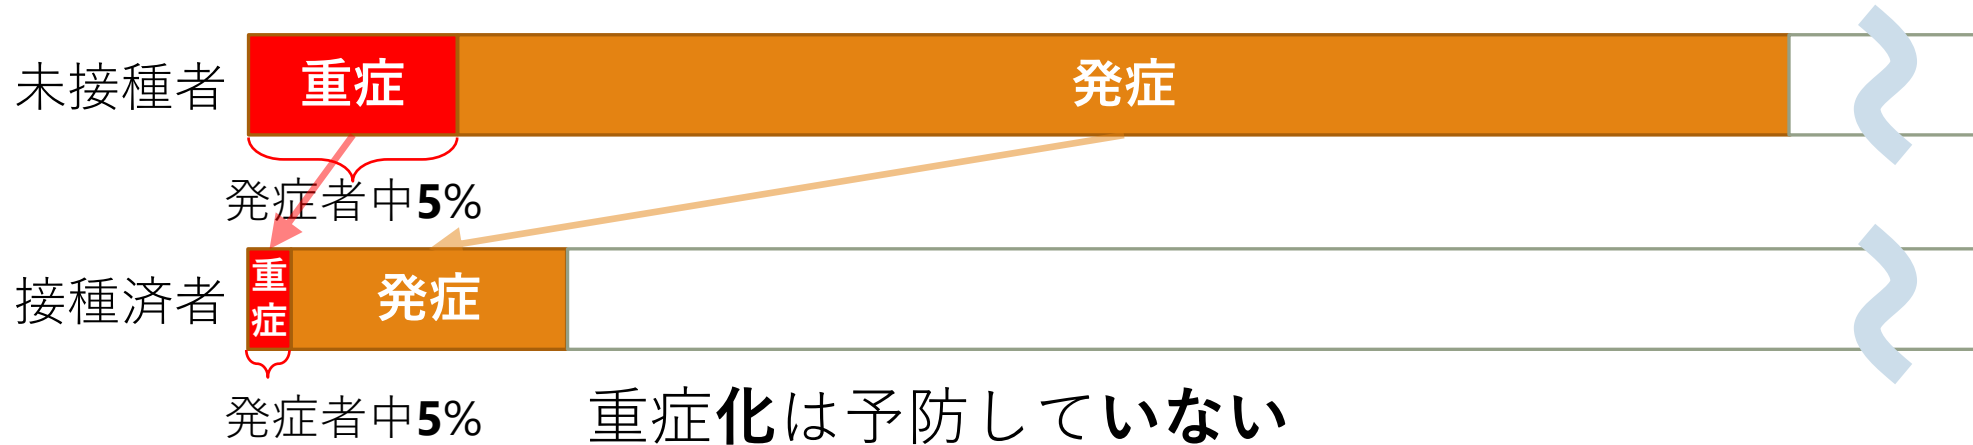 未接種者 重症 発症
発症者中5%
接種済者 重症 発症
発症者中5%
重症化は予防していない